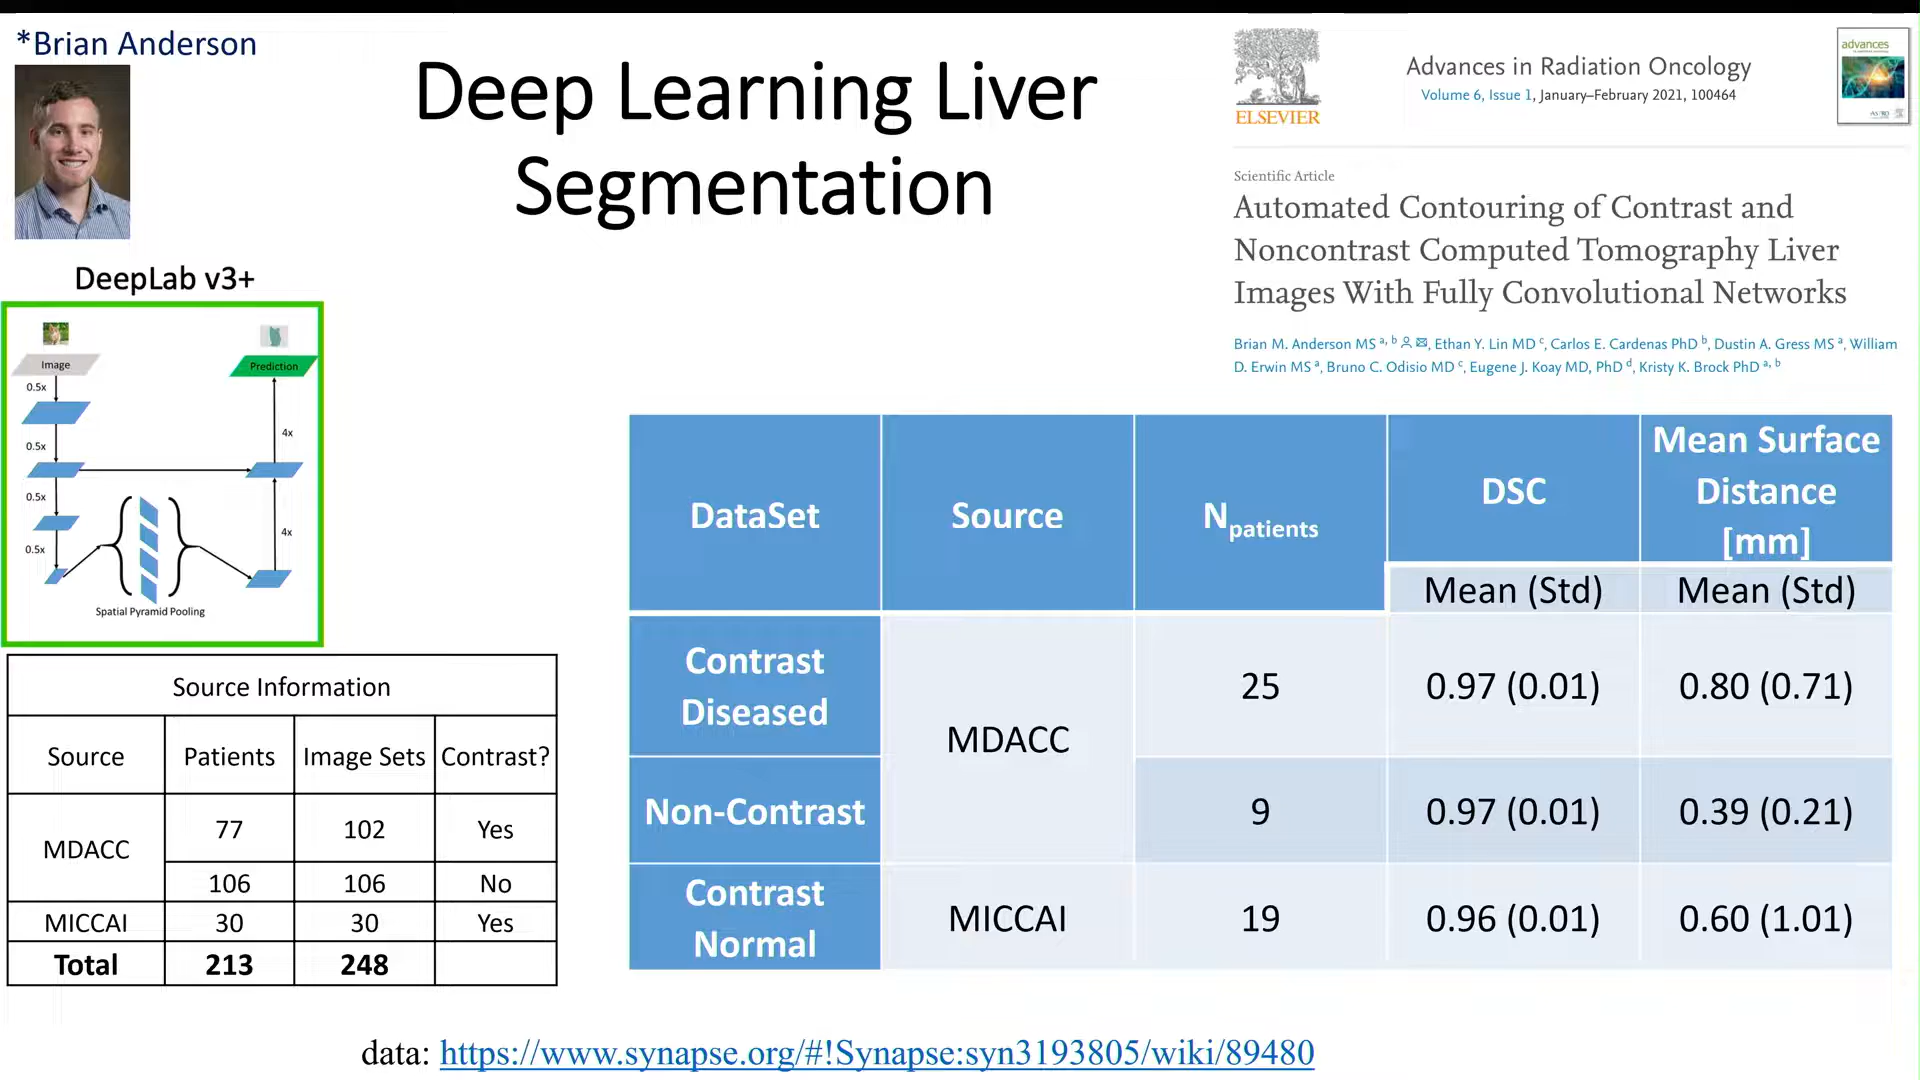 *Brian Anderson
Deep Learning Liver
Segmentation
ELSEVIER
Advances in Radiation Oncology
Volume 6, Issue 1, January–February 2021, 100464
advances
Scientific Article
Automated Contouring of Contrast and
Noncontrast Computed Tomography Liver
Images With Fully Convolutional Networks
Brian M. Anderson MS a, b, Ethan Y. Lin MD c, Carlos E. Cardenas PhD b, Dustin A. Gress MS a, William
D. Erwin MS a, Bruno C. Odisio MD c, Eugene J. Koay MD, PhD d, Kristy K. Brock PhD a, b
DeepLab v3+
Image
Prediction
0.5x
4x
0.5x
0.5x
4x
0.5x
Spatial Pyramid Pooling
Source Information
Source Patients Image Sets Contrast?
MDACC 77 102 Yes
106 106 No
MICCAI 30 30 Yes
Total 213 248
DataSet Source Npatients DSC Mean Surface
Distance
[mm]
Mean (Std) Mean (Std)
Contrast
Diseased MDACC 25 0.97 (0.01) 0.80 (0.71)
Non-Contrast 9 0.97 (0.01) 0.39 (0.21)
Contrast
Normal MICCAI 19 0.96 (0.01) 0.60 (1.01)
data: https://www.synapse.org/#!Synapse:syn3193805/wiki/89480